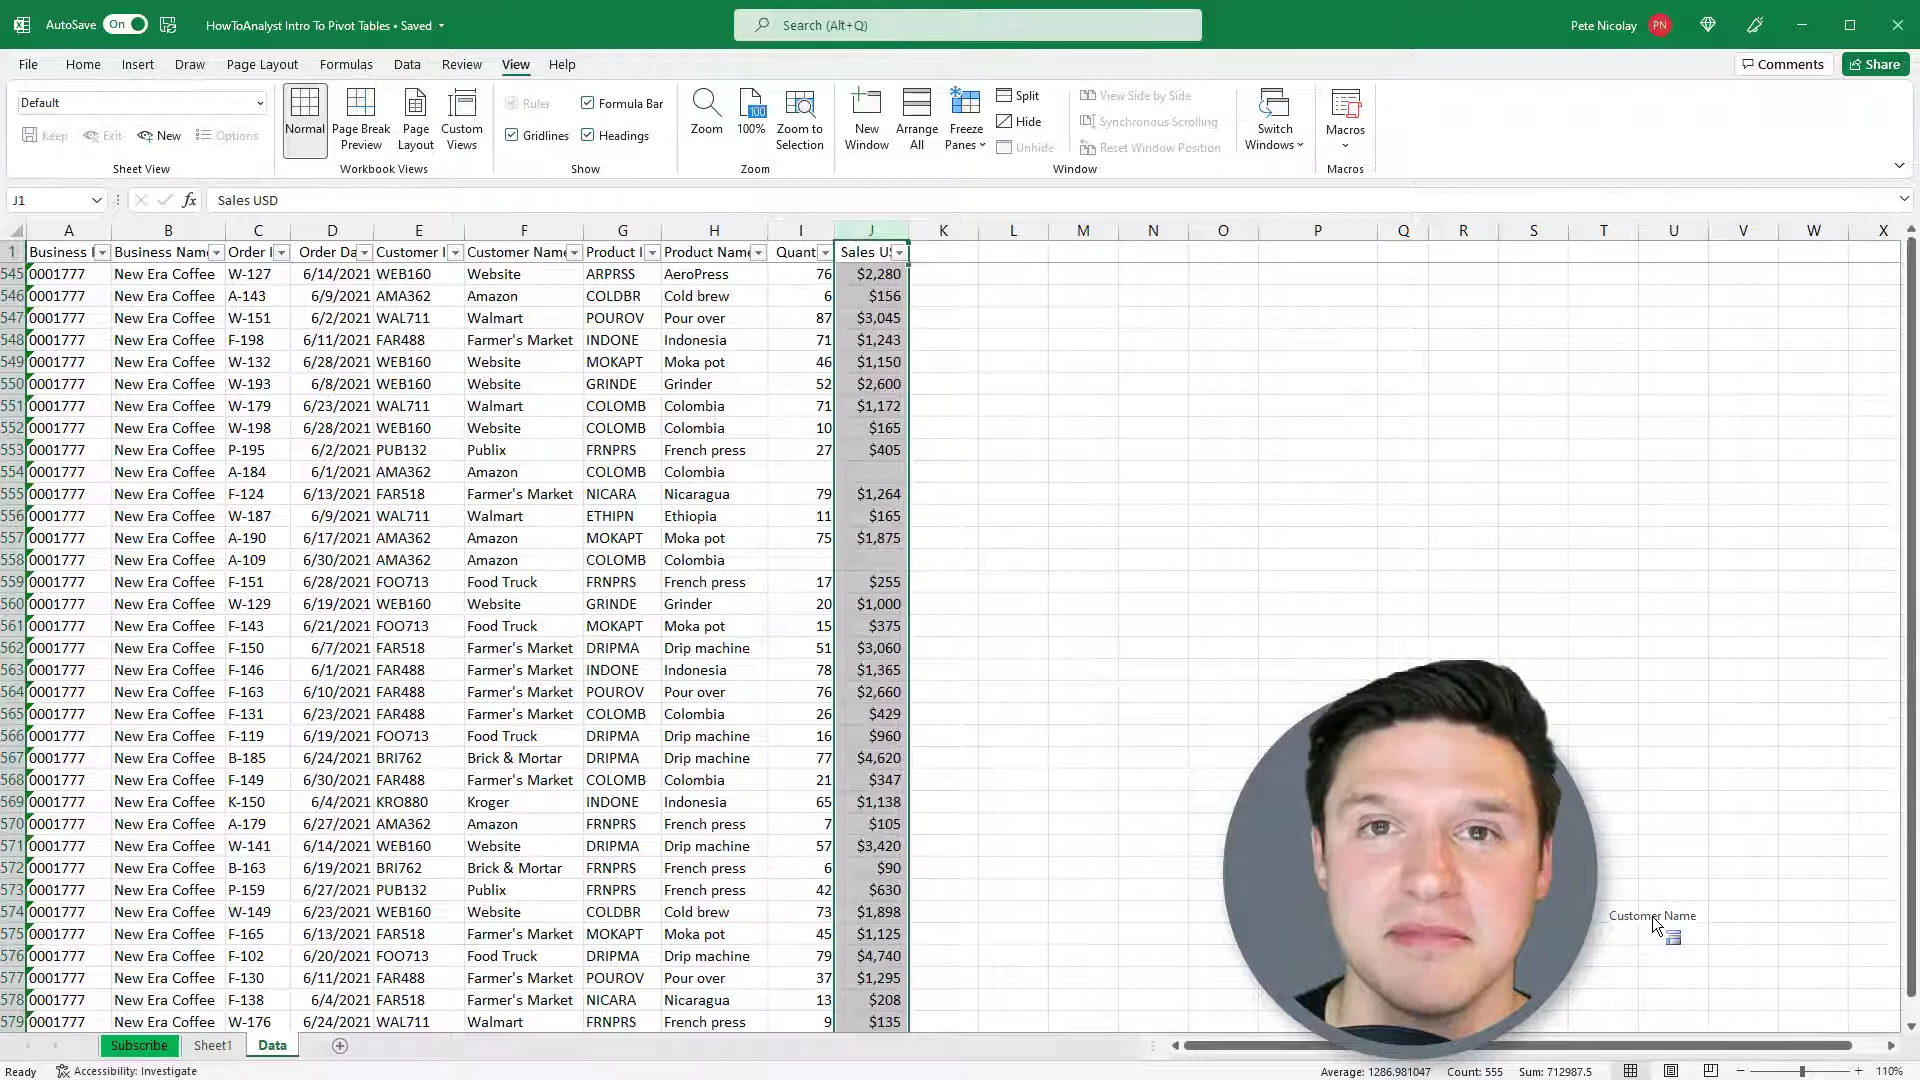 AutoSave On HowToAnalyst Intro To Pivot Tables • Saved Search (Alt+Q) Pete Nicolay PN
File Home Insert Draw Page Layout Formulas Data Review View Help Comments Share
Default
Keep Exit New Options
Sheet View
Normal Page Break Preview Page Layout Custom Views
Workbook Views
Ruler Formula Bar
Gridlines Headings
Show
Zoom 100% Zoom to Selection
Zoom
New Window Arrange All Freeze Panes
Split
Hide
Unhide
View Side by Side
Synchronous Scrolling
Reset Window Position
Switch Windows
Window
Macros
Macros
J1 fx Sales USD
A B C D E F G H I J K L M N O P Q R S T U V W X
1 Business I Business Name Order I Order Da Customer I Customer Name Product I Product Name Quant Sales US
545 0001777 New Era Coffee W-127 6/14/2021 WEB160 Website ARPRSS AeroPress 76 $2,280
546 0001777 New Era Coffee A-143 6/9/2021 AMA362 Amazon COLDBR Cold brew 6 $156
547 0001777 New Era Coffee W-151 6/2/2021 WAL711 Walmart POUROV Pour over 87 $3,045
548 0001777 New Era Coffee F-198 6/11/2021 FAR488 Farmer's Market INDONE Indonesia 71 $1,243
549 0001777 New Era Coffee W-132 6/28/2021 WEB160 Website MOKAPT Moka pot 46 $1,150
550 0001777 New Era Coffee W-193 6/8/2021 WEB160 Website GRINDE Grinder 52 $2,600
551 0001777 New Era Coffee W-179 6/23/2021 WAL711 Walmart COLOMB Colombia 71 $1,172
552 0001777 New Era Coffee W-198 6/28/2021 WEB160 Website COLOMB Colombia 10 $165
553 0001777 New Era Coffee P-195 6/2/2021 PUB132 Publix FRNPRS French press 27 $405
554 0001777 New Era Coffee A-184 6/1/2021 AMA362 Amazon COLOMB Colombia
555 0001777 New Era Coffee F-124 6/13/2021 FAR518 Farmer's Market NICARA Nicaragua 79 $1,264
556 0001777 New Era Coffee W-187 6/9/2021 WAL711 Walmart ETHIPN Ethiopia 11 $165
557 0001777 New Era Coffee A-190 6/17/2021 AMA362 Amazon MOKAPT Moka pot 75 $1,875
558 0001777 New Era Coffee A-109 6/30/2021 AMA362 Amazon COLOMB Colombia
559 0001777 New Era Coffee F-151 6/28/2021 FOO713 Food Truck FRNPRS French press 17 $255
560 0001777 New Era Coffee W-129 6/19/2021 WEB160 Website GRINDE Grinder 20 $1,000
561 0001777 New Era Coffee F-143 6/21/2021 FOO713 Food Truck MOKAPT Moka pot 15 $375
562 0001777 New Era Coffee F-150 6/7/2021 FAR518 Farmer's Market DRIPMA Drip machine 51 $3,060
563 0001777 New Era Coffee F-146 6/1/2021 FAR488 Farmer's Market INDONE Indonesia 78 $1,365
564 0001777 New Era Coffee F-163 6/10/2021 FAR488 Farmer's Market POUROV Pour over 76 $2,660
565 0001777 New Era Coffee F-131 6/23/2021 FAR488 Farmer's Market COLOMB Colombia 26 $429
566 0001777 New Era Coffee F-119 6/19/2021 FOO713 Food Truck DRIPMA Drip machine 16 $960
567 0001777 New Era Coffee B-185 6/24/2021 BRI762 Brick & Mortar DRIPMA Drip machine 77 $4,620
568 0001777 New Era Coffee F-149 6/30/2021 FAR488 Farmer's Market COLOMB Colombia 21 $347
569 0001777 New Era Coffee K-150 6/4/2021 KRO880 Kroger INDONE Indonesia 65 $1,138
570 0001777 New Era Coffee A-179 6/27/2021 AMA362 Amazon FRNPRS French press 7 $105
571 0001777 New Era Coffee W-141 6/14/2021 WEB160 Website DRIPMA Drip machine 57 $3,420
572 0001777 New Era Coffee B-163 6/19/2021 BRI762 Brick & Mortar FRNPRS French press 6 $90
573 0001777 New Era Coffee P-159 6/27/2021 PUB132 Publix FRNPRS French press 42 $630
574 0001777 New Era Coffee W-149 6/23/2021 WEB160 Website COLDBR Cold brew 73 $1,898
Customer Name
575 0001777 New Era Coffee F-165 6/13/2021 FAR518 Farmer's Market MOKAPT Moka pot 45 $1,125
576 0001777 New Era Coffee F-102 6/20/2021 FOO713 Food Truck DRIPMA Drip machine 79 $4,740
577 0001777 New Era Coffee F-130 6/11/2021 FAR488 Farmer's Market POUROV Pour over 37 $1,295
578 0001777 New Era Coffee F-138 6/4/2021 FAR518 Farmer's Market NICARA Nicaragua 13 $208
579 0001777 New Era Coffee W-176 6/24/2021 WAL711 Walmart FRNPRS French press 9 $135
Subscribe Sheet1 Data
Ready Accessibility: Investigate Average: 1286.981047 Count: 555 Sum: 712987.5 110%